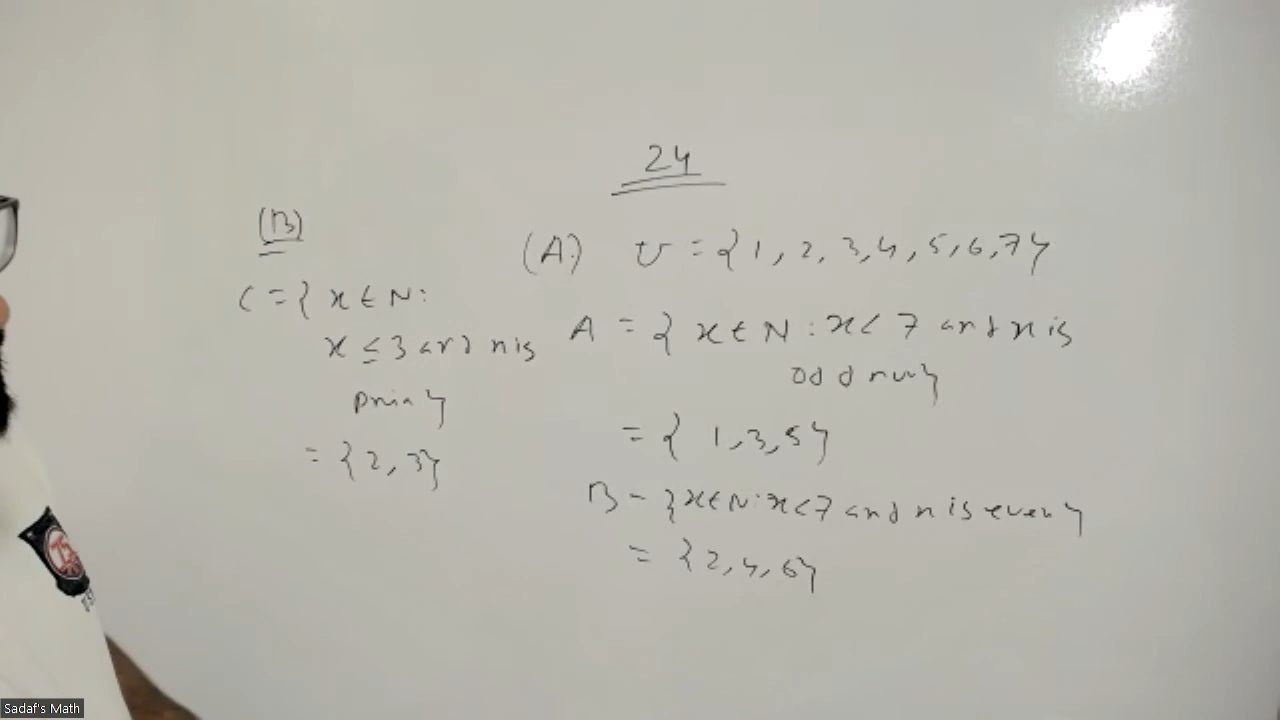 24
(B)
C = { x ∈ N :
x ≤ 3 and x is
prime }
= {2, 3}
(A) U = {1, 2, 3, 4, 5, 6, 7}
A = { x ∈ N : x < 7 and x is
odd num}
= { 1, 3, 5}
B = {x ∈ N : x < 7 and x is even}
= {2, 4, 6}
Sadaf's Math